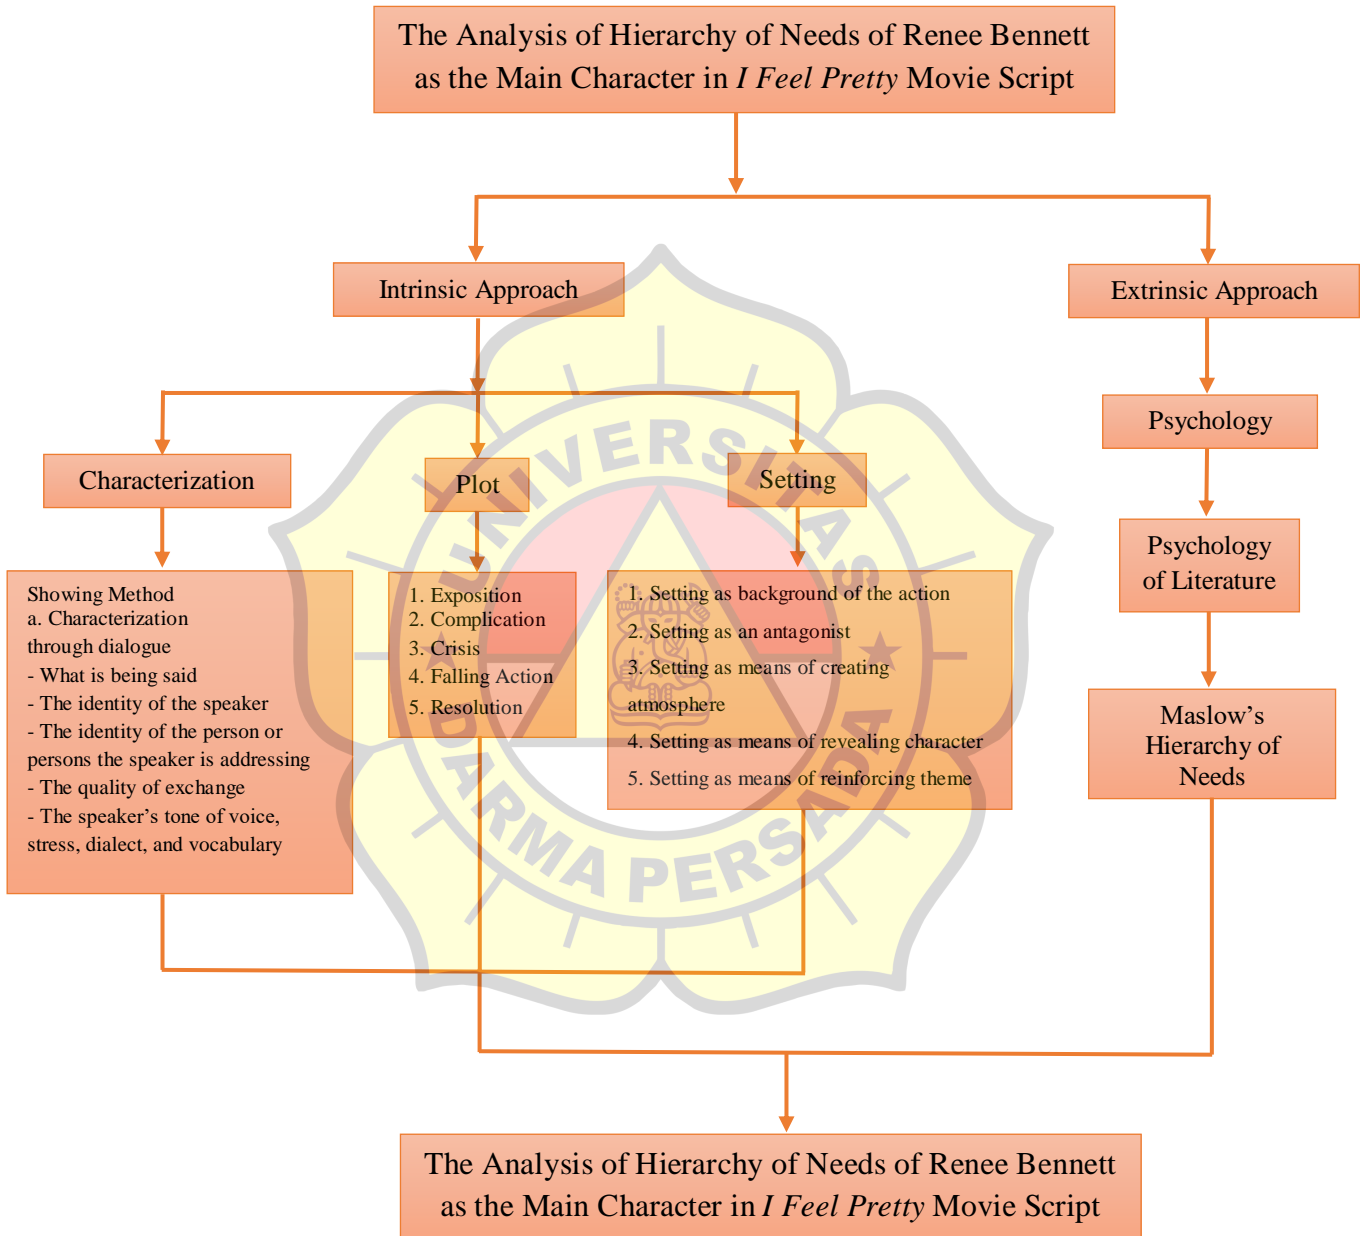 The Analysis of Hierarchy of Needs of Renee Bennett
as the Main Character in I Feel Pretty Movie Script
Intrinsic Approach
Extrinsic Approach
Psychology
Characterization
Plot
Setting
Psychology
of Literature
Showing Method
a. Characterization
through dialogue
- What is being said
- The identity of the speaker
- The identity of the person or
persons the speaker is addressing
- The quality of exchange
- The speaker’s tone of voice,
stress, dialect, and vocabulary
1. Exposition
2. Complication
3. Crisis
4. Falling Action
5. Resolution
1. Setting as background of the action
2. Setting as an antagonist
3. Setting as means of creating
atmosphere
4. Setting as means of revealing character
5. Setting as means of reinforcing theme
Maslow’s
Hierarchy of
Needs
UNIVERSITAS
DARMA PERSADA
The Analysis of Hierarchy of Needs of Renee Bennett
as the Main Character in I Feel Pretty Movie Script